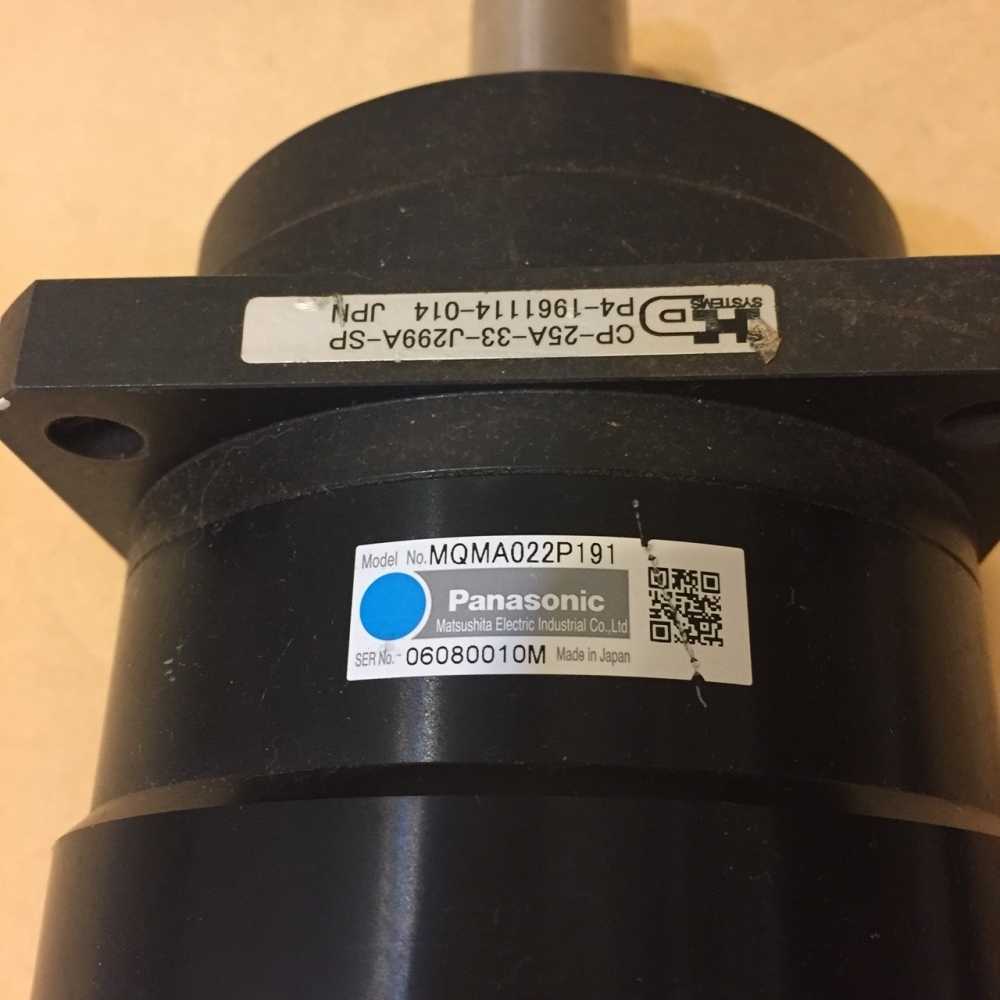 HD SYSTEMS
CP-25A-33-J299A-SP
P4-1961114-014 JPN
Model No. MQMA022P191
Panasonic
Matsushita Electric Industrial Co.,Ltd
SER No. 06080010M Made in Japan